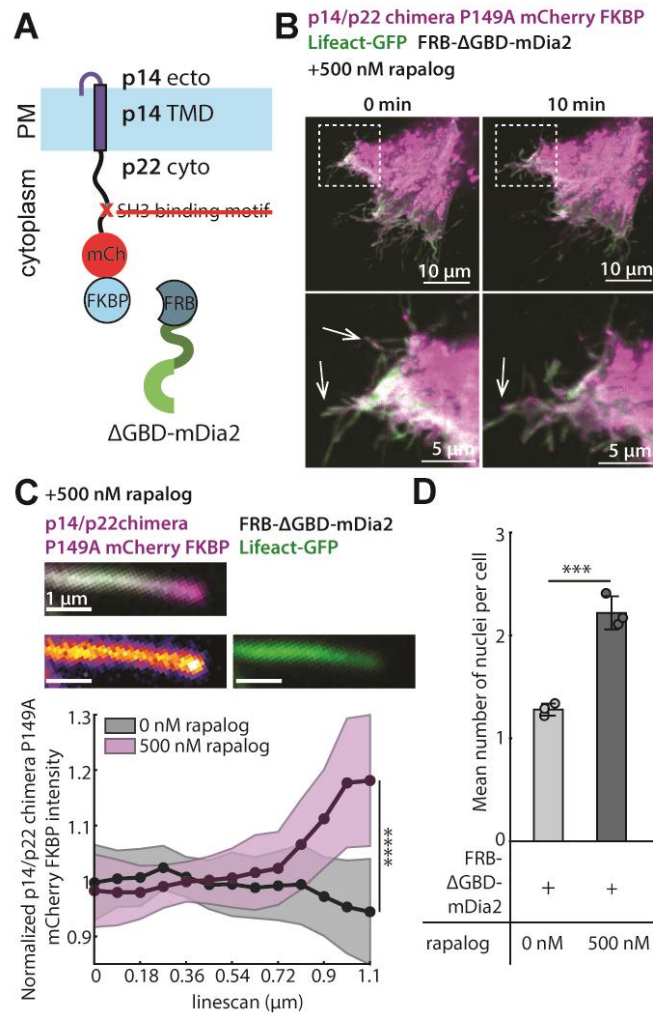 A
p14 ecto
p14 TMD
PM
p22 cyto
SH3 binding motif
cytoplasm
mCh
FKBP
FRB
ΔGBD-mDia2
B
p14/p22 chimera P149A mCherry FKBP
Lifeact-GFP FRB-ΔGBD-mDia2
+500 nM rapalog
0 min
10 min
10 µm
10 µm
5 µm
5 µm
C
+500 nM rapalog
p14/p22chimera
P149A mCherry FKBP
FRB-ΔGBD-mDia2
Lifeact-GFP
1 µm
Normalized p14/p22 chimera P149A
mCherry FKBP intensity
1.3
1.2
1.1
1
0.9
0 nM rapalog
500 nM rapalog
****
0 0.18 0.36 0.54 0.72 0.9 1.1
linescan (µm)
D
Mean number of nuclei per cell
3
2
1
0
***
FRB-
ΔGBD-
mDia2
+ +
rapalog 0 nM 500 nM